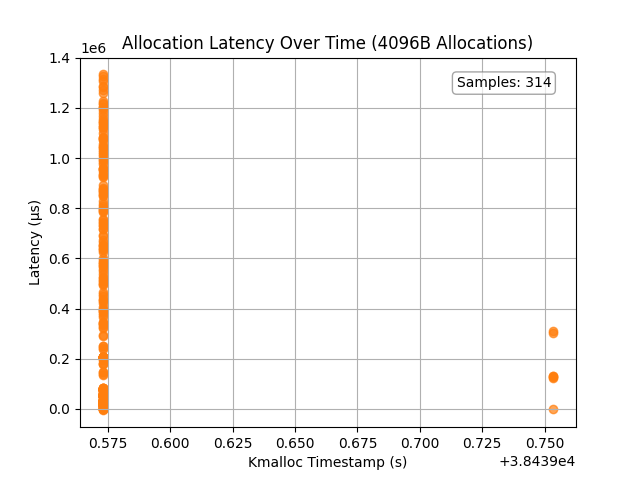 Allocation Latency Over Time (4096B Allocations)
1e6
Samples: 314
1.4
1.2
1.0
0.8
0.6
0.4
0.2
0.0
Latency (µs)
0.575 0.600 0.625 0.650 0.675 0.700 0.725 0.750
Kmalloc Timestamp (s)
+3.8439e4